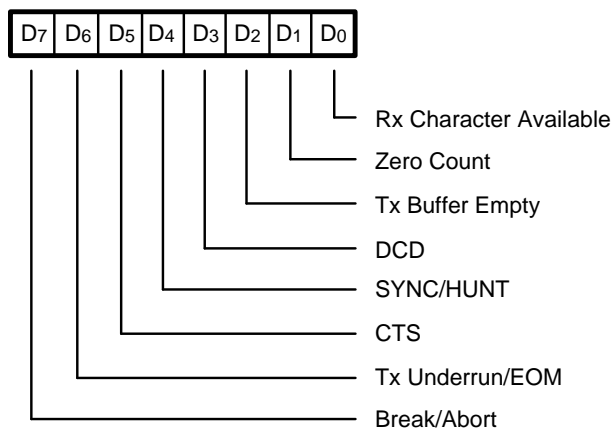 D7 D6 D5 D4 D3 D2 D1 D0
Rx Character Available
Zero Count
Tx Buffer Empty
DCD
SYNC/HUNT
CTS
Tx Underrun/EOM
Break/Abort